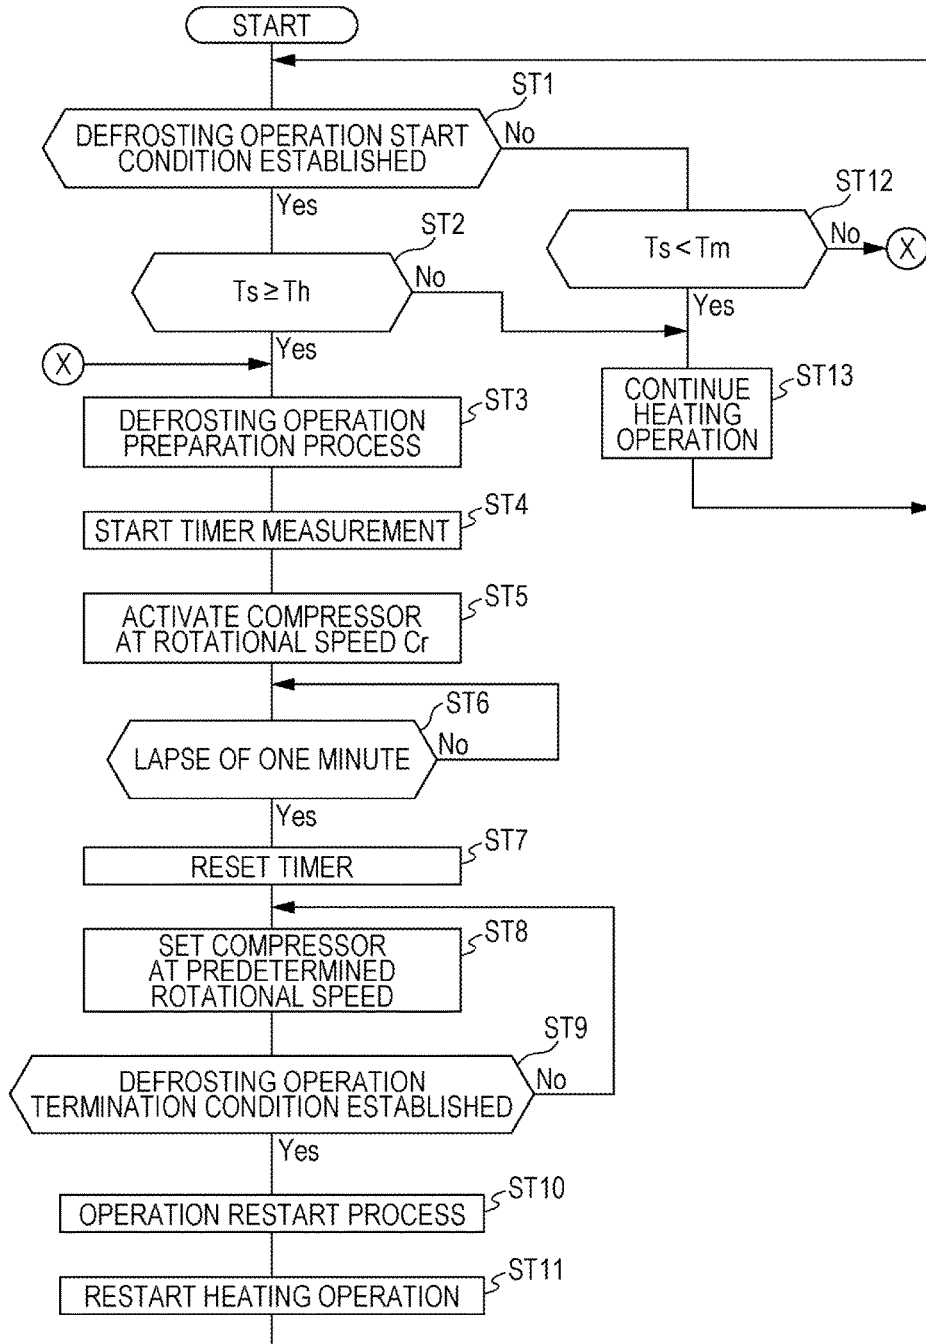 START
ST1
DEFROSTING OPERATION START
CONDITION ESTABLISHED
No
Yes
ST12
Ts < Tm
No
X
Yes
ST2
Ts ≥ Th
No
Yes
X
ST13
CONTINUE
HEATING
OPERATION
ST3
DEFROSTING OPERATION
PREPARATION PROCESS
ST4
START TIMER MEASUREMENT
ST5
ACTIVATE COMPRESSOR
AT ROTATIONAL SPEED Cr
ST6
LAPSE OF ONE MINUTE
No
Yes
ST7
RESET TIMER
ST8
SET COMPRESSOR
AT PREDETERMINED
ROTATIONAL SPEED
ST9
DEFROSTING OPERATION
TERMINATION CONDITION ESTABLISHED
No
Yes
ST10
OPERATION RESTART PROCESS
ST11
RESTART HEATING OPERATION